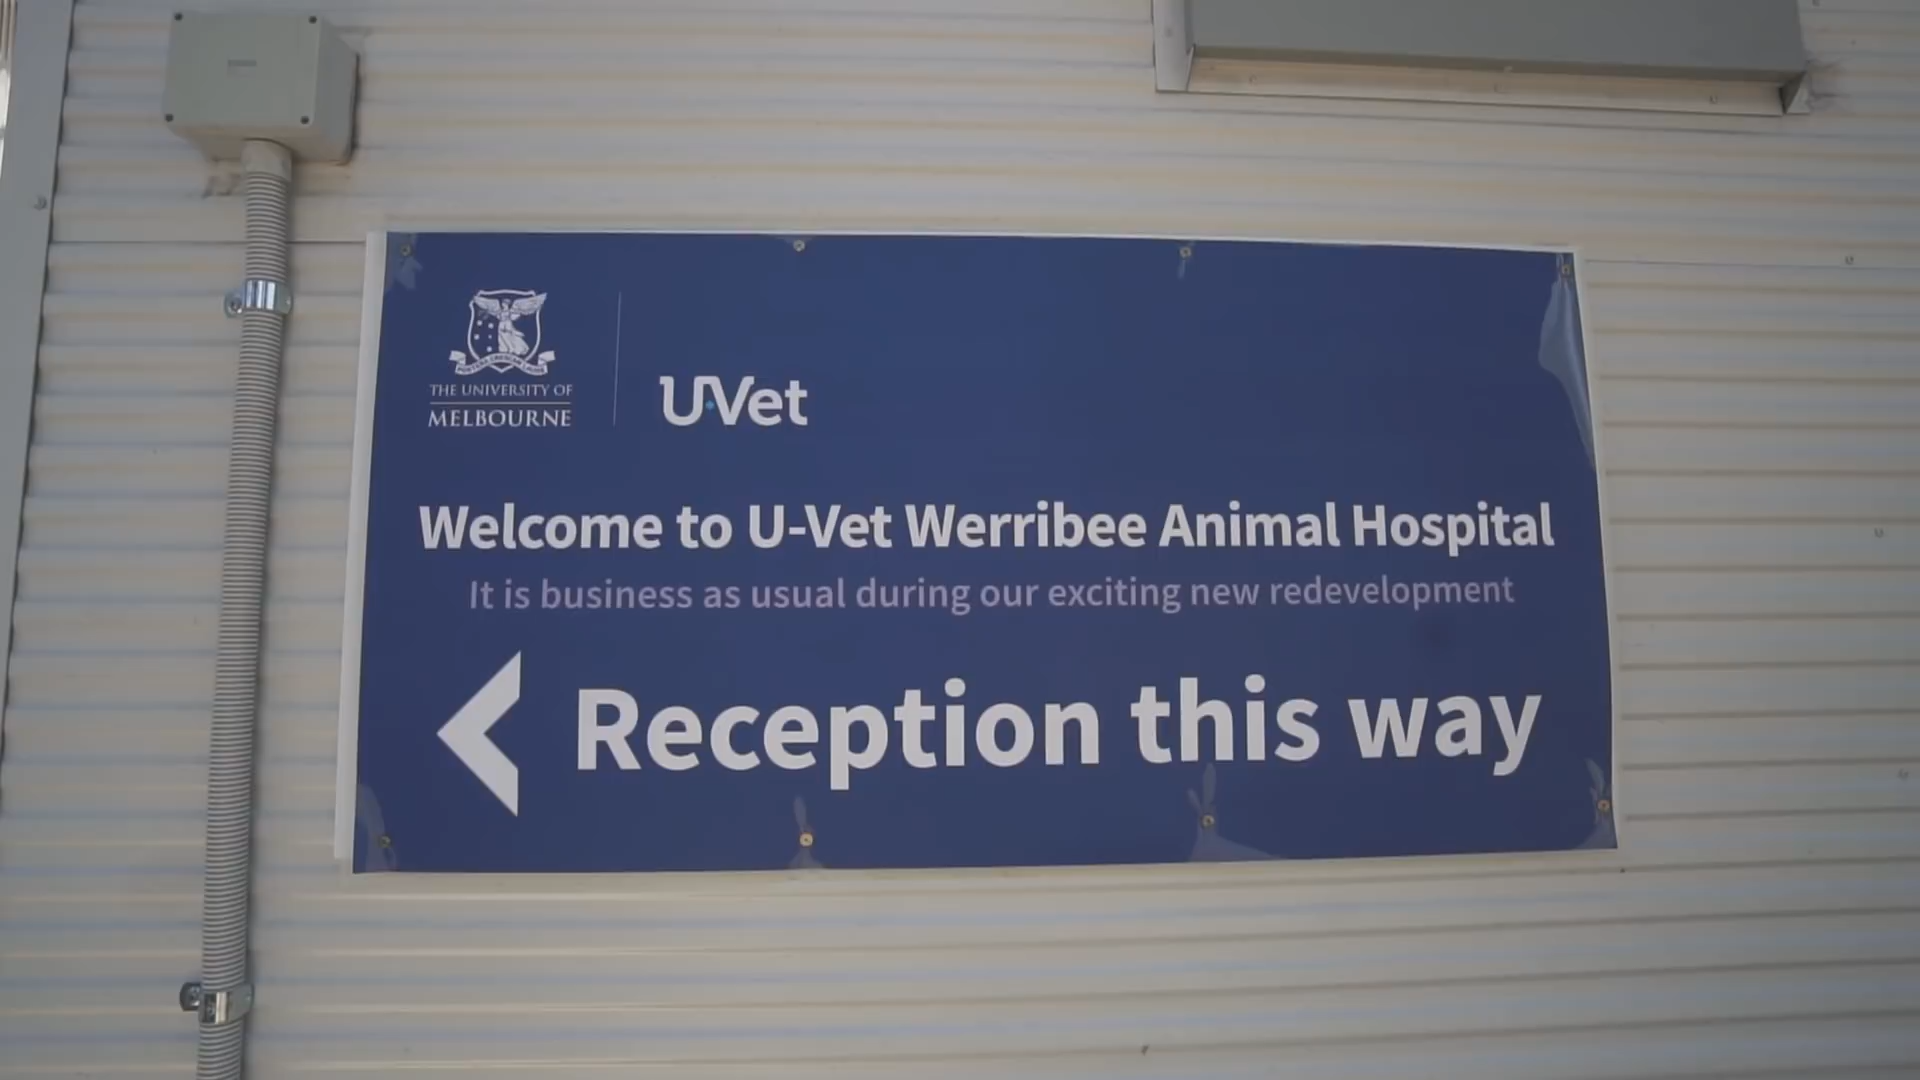 THE UNIVERSITY OF
MELBOURNE
U-Vet
Welcome to U-Vet Werribee Animal Hospital
It is business as usual during our exciting new redevelopment
Reception this way